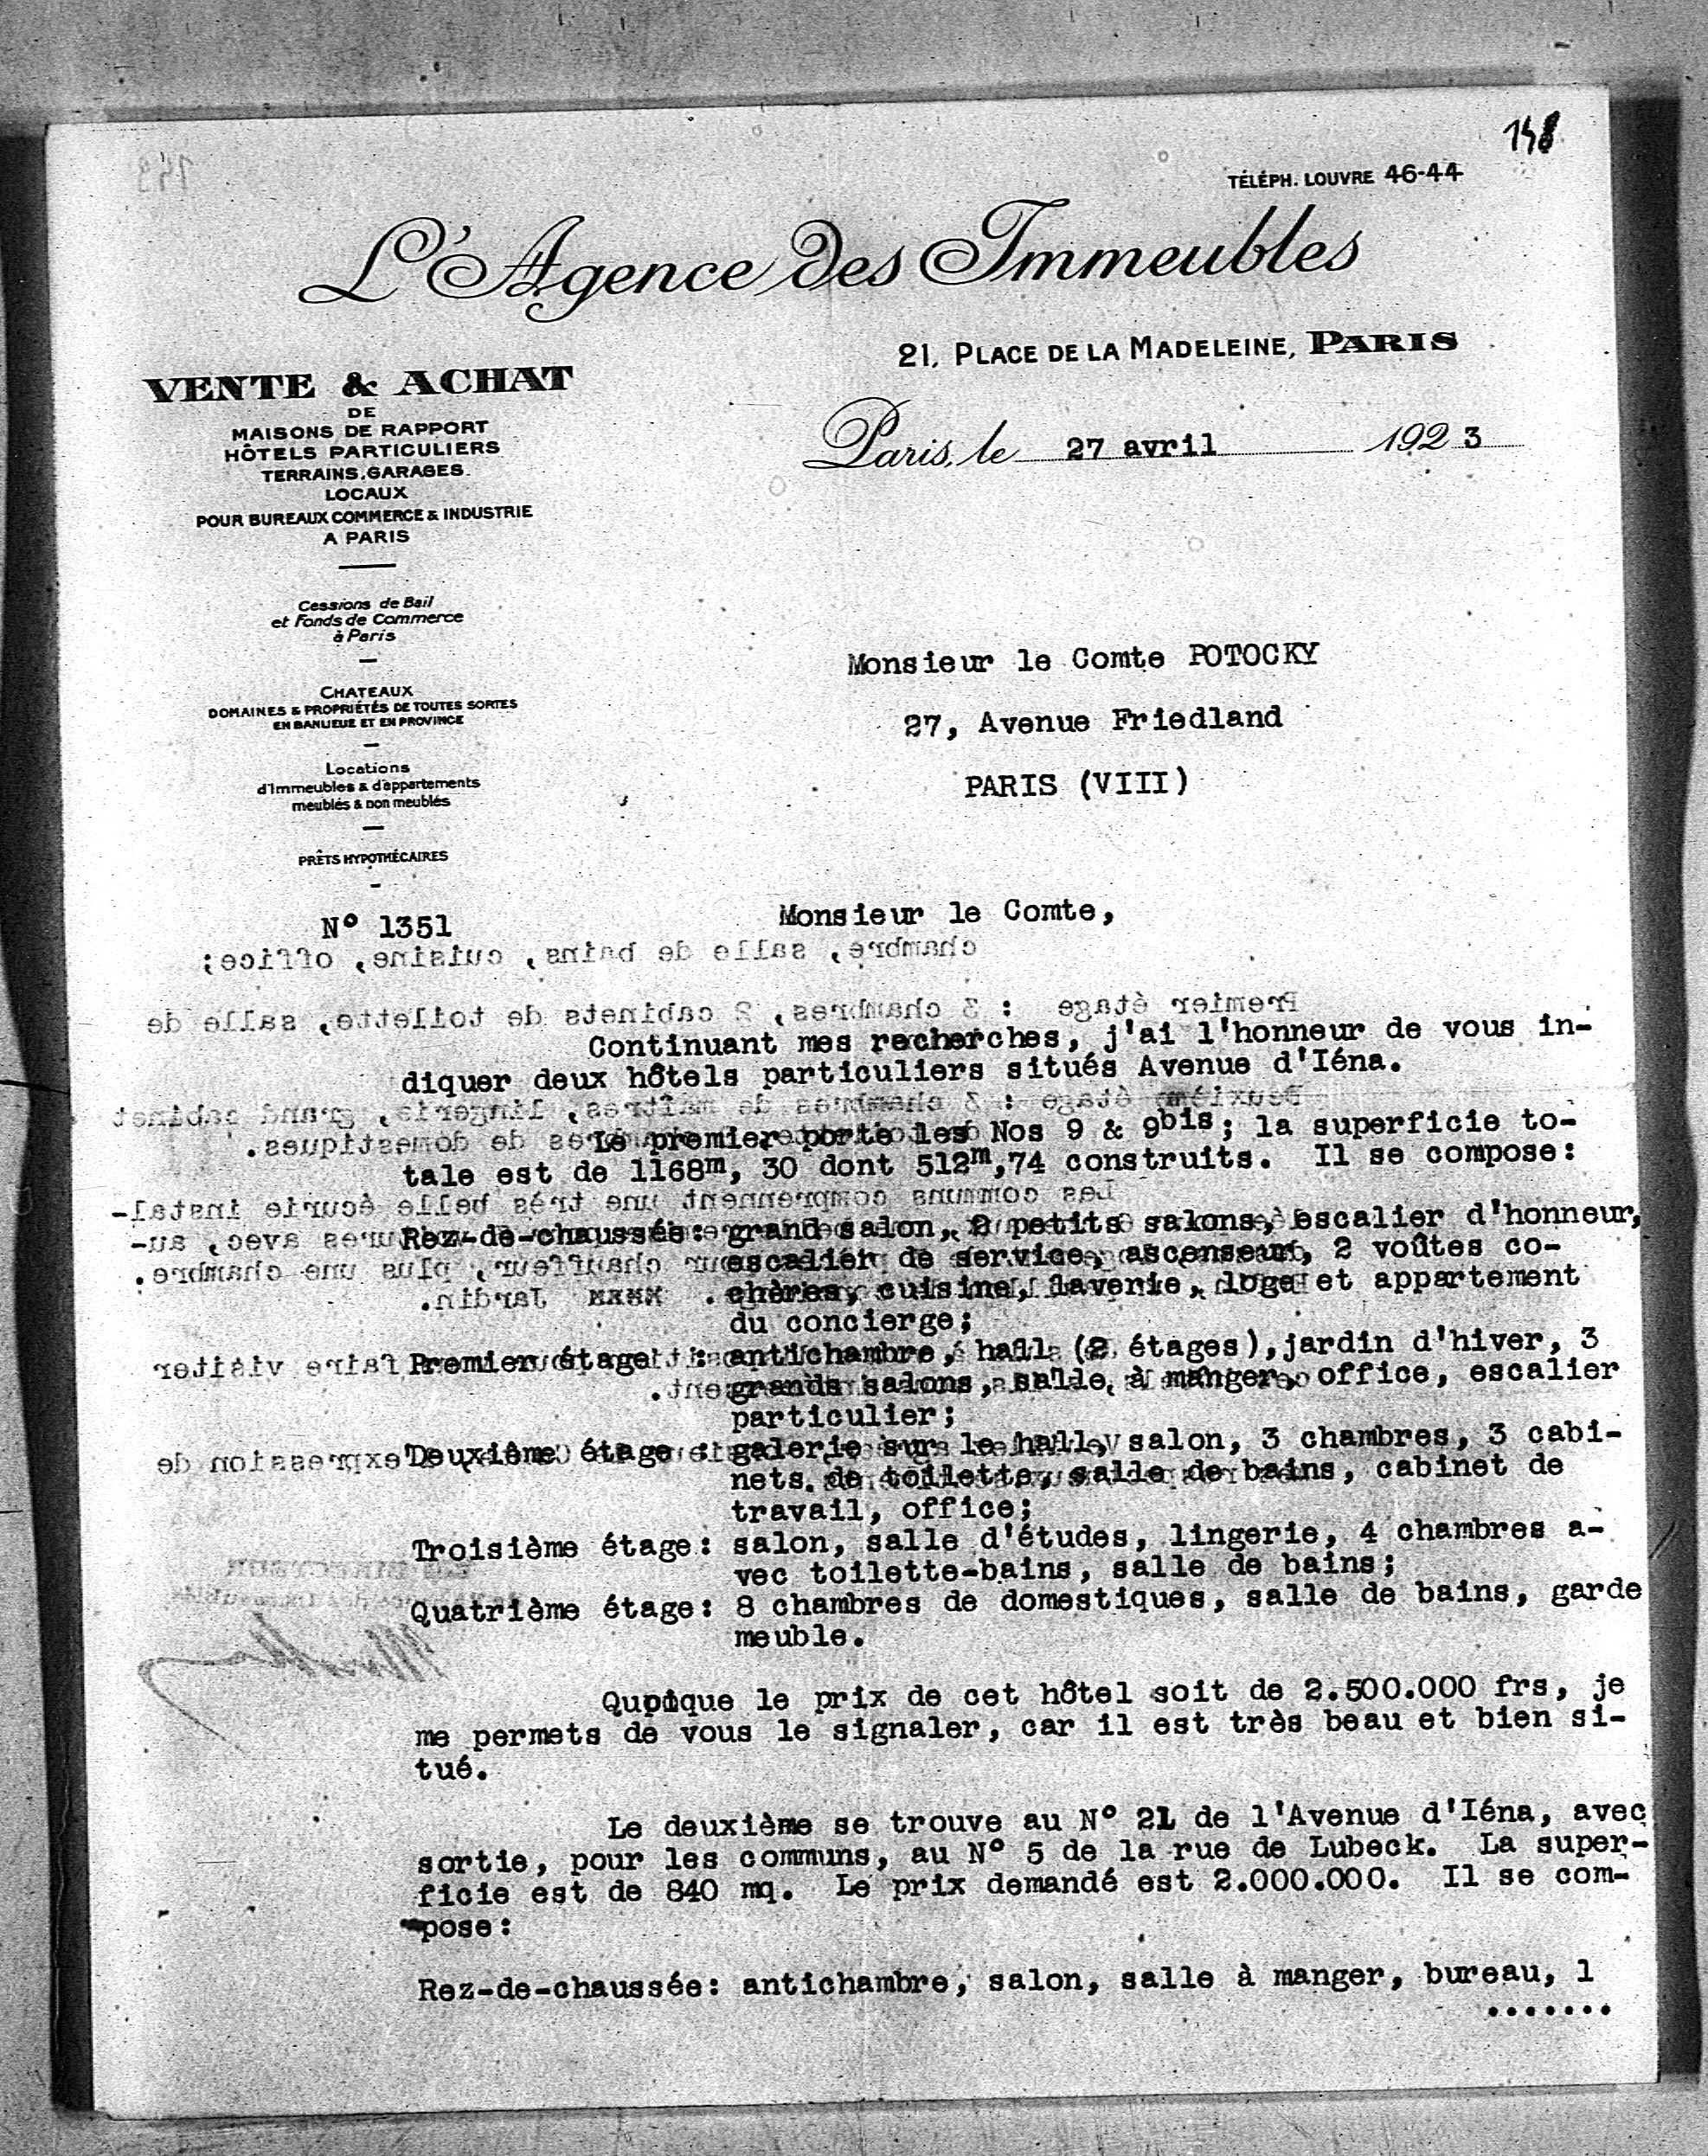 148
TÉLÉPH. LOUVRE 46-44
L'Agence des Immeubles
21, PLACE DE LA MADELEINE, PARIS
VENTE & ACHAT
DE
MAISONS DE RAPPORT
HÔTELS PARTICULIERS
TERRAINS, GARAGES.
LOCAUX
POUR BUREAUX COMMERCE & INDUSTRIE
A PARIS
Cessions de Bail
et Fonds de Commerce
à Paris
CHATEAUX
DOMAINES & PROPRIÉTÉS DE TOUTES SORTES
EN BANLIEUE ET EN PROVINCE
Locations
d'Immeubles & d'appartements
meublés & non meublés
PRÊTS HYPOTHÉCAIRES
Nº 1351
Paris, le 27 avril 1923
Monsieur le Comte POTOCKY
27, Avenue Friedland
PARIS (VIII)
Monsieur le Comte,
Continuant mes recherches, j'ai l'honneur de vous in-
diquer deux hôtels particuliers situés Avenue d'Iéna.
Le premier porte les Nos 9 & 9bis; la superficie to-
tale est de 1168m, 30 dont 512m,74 construits. Il se compose:
Rez-de-chaussée: grand salon, 2 petits salons, escalier d'honneur,
escalier de service, ascenseur, 2 voûtes co-
chères, cuisine, laverie, loge et appartement
du concierge;
Premier étage : antichambre, hall (2 étages), jardin d'hiver, 3
grands salons, salle à manger, office, escalier
particulier;
Deuxième étage : galerie sur le hall, salon, 3 chambres, 3 cabi-
nets de toilette, salle de bains, cabinet de
travail, office;
Troisième étage: salon, salle d'études, lingerie, 4 chambres a-
vec toilette-bains, salle de bains;
Quatrième étage: 8 chambres de domestiques, salle de bains, garde
meuble.
Quoique le prix de cet hôtel soit de 2.500.000 frs, je
me permets de vous le signaler, car il est très beau et bien si-
tué.
Le deuxième se trouve au Nº 21 de l'Avenue d'Iéna, avec
sortie, pour les communs, au Nº 5 de la rue de Lubeck. La super-
ficie est de 840 mq. Le prix demandé est 2.000.000. Il se com-
pose:
Rez-de-chaussée: antichambre, salon, salle à manger, bureau, 1
.......